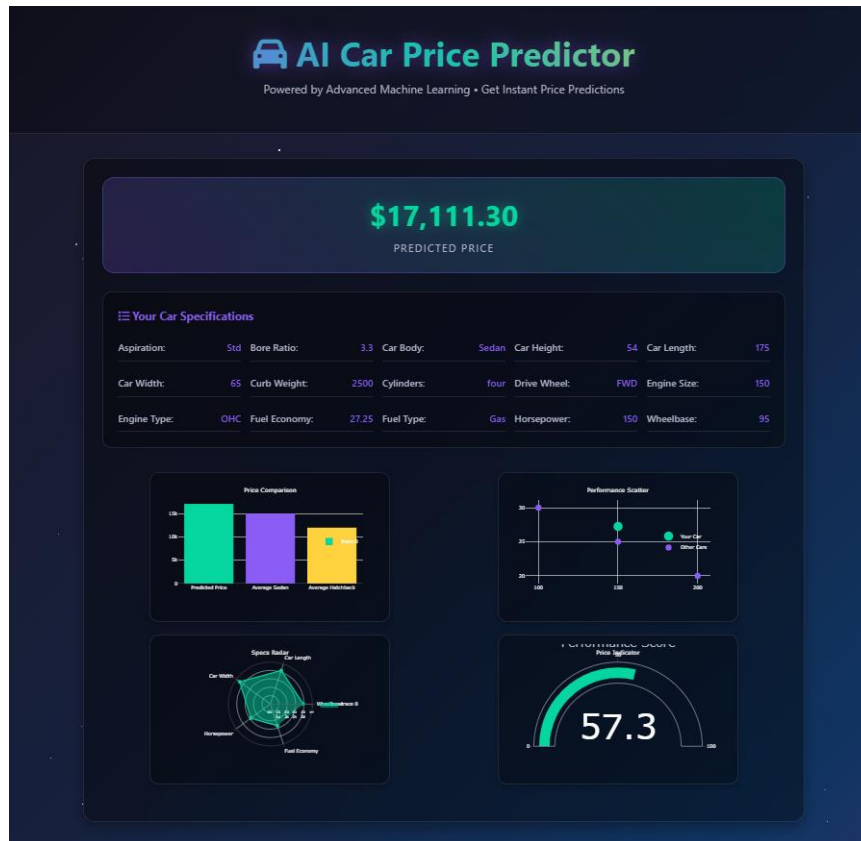 AI Car Price Predictor
Powered by Advanced Machine Learning • Get Instant Price Predictions
$17,111.30
PREDICTED PRICE
Your Car Specifications
Aspiration: Std Bore Ratio: 3.3 Car Body: Sedan Car Height: 54 Car Length: 175
Car Width: 65 Curb Weight: 2500 Cylinders: four Drive Wheel: FWD Engine Size: 150
Engine Type: OHC Fuel Economy: 27.25 Fuel Type: Gas Horsepower: 150 Wheelbase: 95
Price Comparison
15k
10k
5k
0
Predicted Price Average Sedan Average Hatchback
Performance Scatter
30
25
20
100 150 200
Your Car
Other Cars
Specs Radar
Car Length
Car Width
Horsepower
Fuel Economy
Performance Score
Price Indicator
57.3
0 100